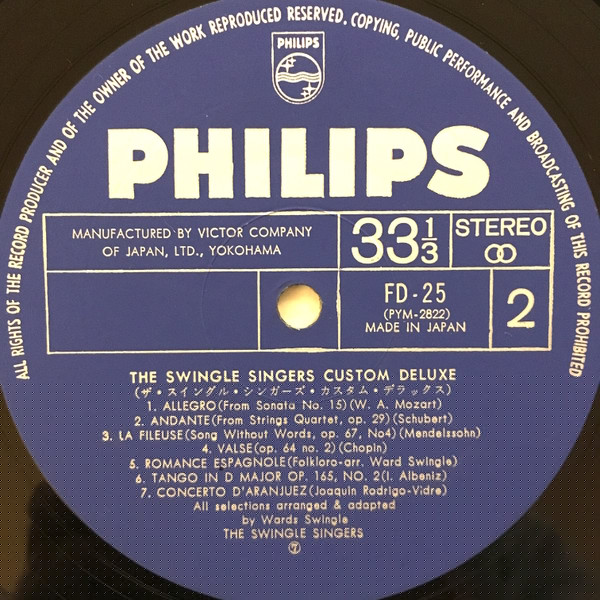 ALL RIGHTS OF THE RECORD PRODUCER AND OF THE OWNER OF THE WORK REPRODUCED RESERVED. COPYING, PUBLIC PERFORMANCE AND BROADCASTING OF THIS RECORD PROHIBITED
PHILIPS
PHILIPS
MANUFACTURED BY VICTOR COMPANY
OF JAPAN, LTD., YOKOHAMA
33 1/3
STEREO
FD-25
(PYM-2822)
MADE IN JAPAN
2
THE SWINGLE SINGERS CUSTOM DELUXE
(ザ・スイングル・シンガーズ・カスタム・デラックス)
1. ALLEGRO (From Sonata No. 15) (W. A. Mozart)
2. ANDANTE (From Strings Quartet, op. 29) (Schubert)
3. LA FILEUSE (Song Without Words, op. 67, No4) (Mendelssohn)
4. VALSE (op. 64 no. 2) (Chopin)
5. ROMANCE ESPAGNOLE (Folkloro-arr. Ward Swingle)
6. TANGO IN D MAJOR OP. 165, NO. 2 (I. Albeniz)
7. CONCERTO D'ARANJUEZ (Joaquin Rodrigo-Vidre)
All selections arranged & adapted
by Wards Swingle
THE SWINGLE SINGERS
⑦